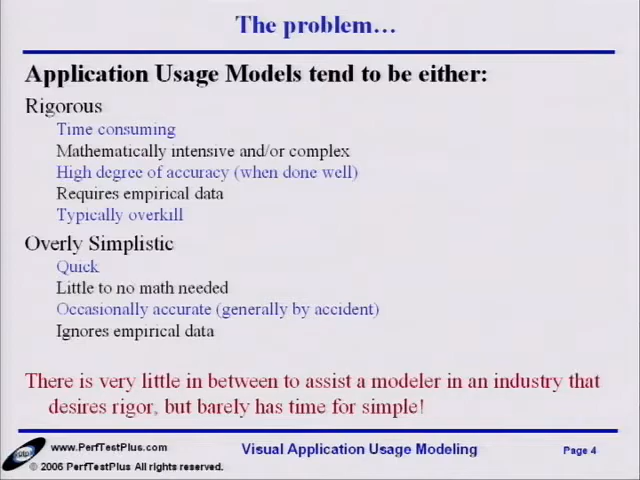 The problem…
Application Usage Models tend to be either:
Rigorous
Time consuming
Mathematically intensive and/or complex
High degree of accuracy (when done well)
Requires empirical data
Typically overkill
Overly Simplistic
Quick
Little to no math needed
Occasionally accurate (generally by accident)
Ignores empirical data
There is very little in between to assist a modeler in an industry that
desires rigor, but barely has time for simple!
www.PerfTestPlus.com
Visual Application Usage Modeling
Page 4
© 2006 PerfTestPlus All rights reserved.